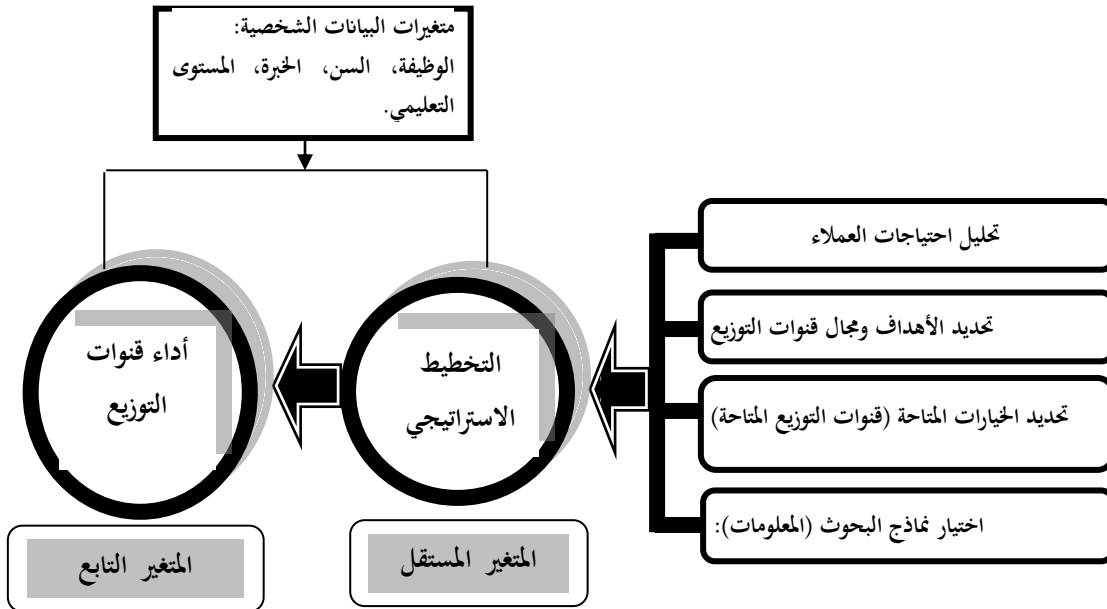 متغيرات البيانات الشخصية:
الوظيفة، السن، الخبرة، المستوى
التعليمي.
تحليل احتياجات العملاء
تحديد الأهداف ومجال قنوات التوزيع
تحديد الخيارات المتاحة (قنوات التوزيع المتاحة)
اختيار نماذج البحوث (المعلومات):
التخطيط
الاستراتيجي
أداء قنوات
التوزيع
المتغير المستقل
المتغير التابع